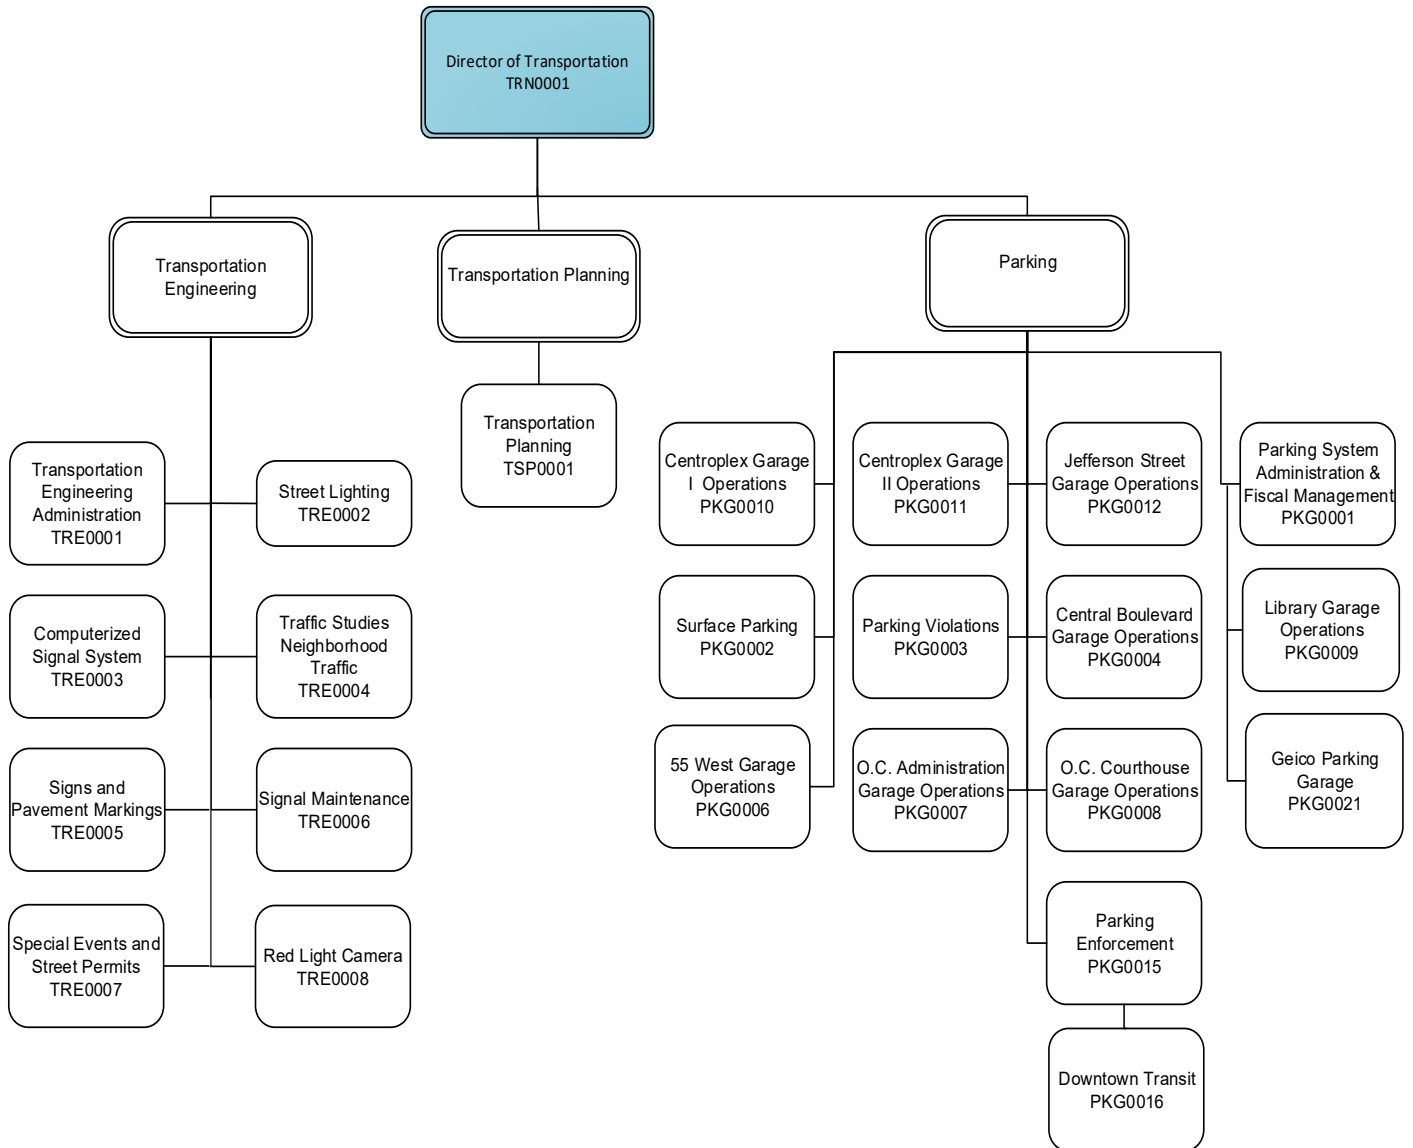 Director of Transportation
TRN0001
Transportation
Engineering
Transportation Planning
Parking
Transportation
Engineering
Administration
TRE0001
Street Lighting
TRE0002
Computerized
Signal System
TRE0003
Traffic Studies
Neighborhood
Traffic
TRE0004
Signs and
Pavement Markings
TRE0005
Signal Maintenance
TRE0006
Special Events and
Street Permits
TRE0007
Red Light Camera
TRE0008
Transportation
Planning
TSP0001
Centroplex Garage
I Operations
PKG0010
Centroplex Garage
II Operations
PKG0011
Jefferson Street
Garage Operations
PKG0012
Parking System
Administration &
Fiscal Management
PKG0001
Surface Parking
PKG0002
Parking Violations
PKG0003
Central Boulevard
Garage Operations
PKG0004
Library Garage
Operations
PKG0009
55 West Garage
Operations
PKG0006
O.C. Administration
Garage Operations
PKG0007
O.C. Courthouse
Garage Operations
PKG0008
Geico Parking
Garage
PKG0021
Parking
Enforcement
PKG0015
Downtown Transit
PKG0016